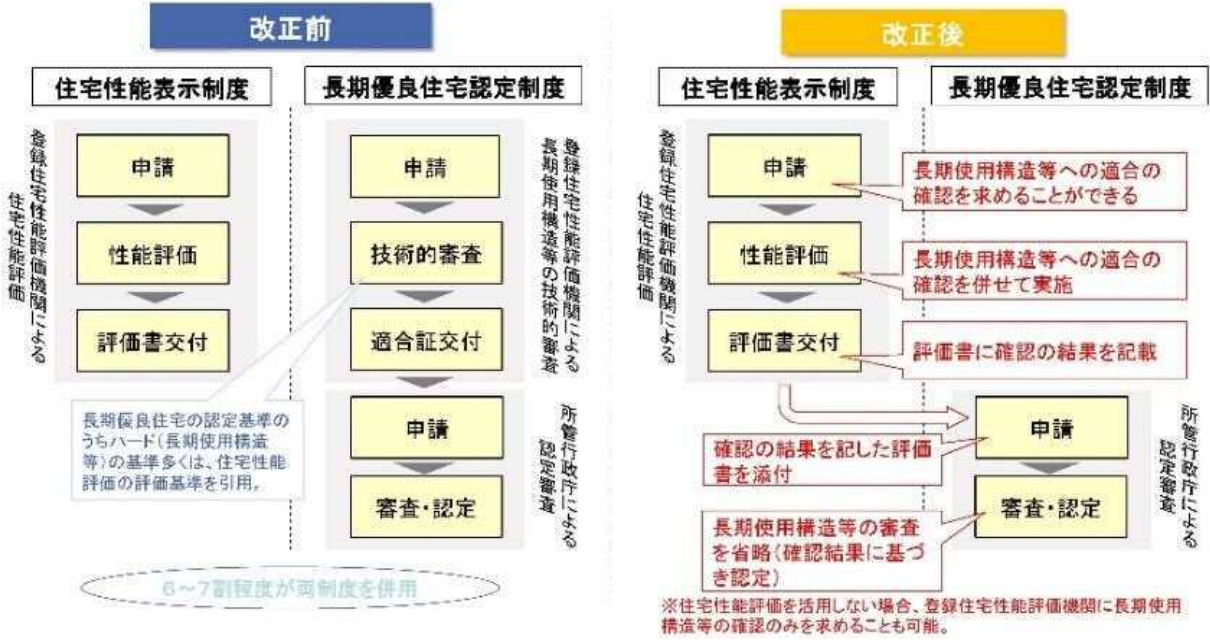 改正前
住宅性能表示制度
長期優良住宅認定制度
登録住宅性能評価機関による
住宅性能評価
申請
性能評価
評価書交付
申請
技術的審査
適合証交付
登録住宅性能評価機関による
長期使用構造等の技術的審査
長期優良住宅の認定基準の
うちハード(長期使用構造
等)の基準多くは、住宅性能
評価の評価基準を引用。
申請
審査・認定
所管行政庁による
認定審査
6～7割程度が両制度を併用
改正後
住宅性能表示制度
長期優良住宅認定制度
登録住宅性能評価機関による
住宅性能評価
申請
性能評価
評価書交付
長期使用構造等への適合の
確認を求めることができる
長期使用構造等への適合の
確認を併せて実施
評価書に確認の結果を記載
申請
審査・認定
所管行政庁による
認定審査
確認の結果を記した評価
書を添付
長期使用構造等の審査
を省略(確認結果に基づ
き認定)
※住宅性能評価を活用しない場合、登録住宅性能評価機関に長期使用
構造等の確認のみを求めることも可能。